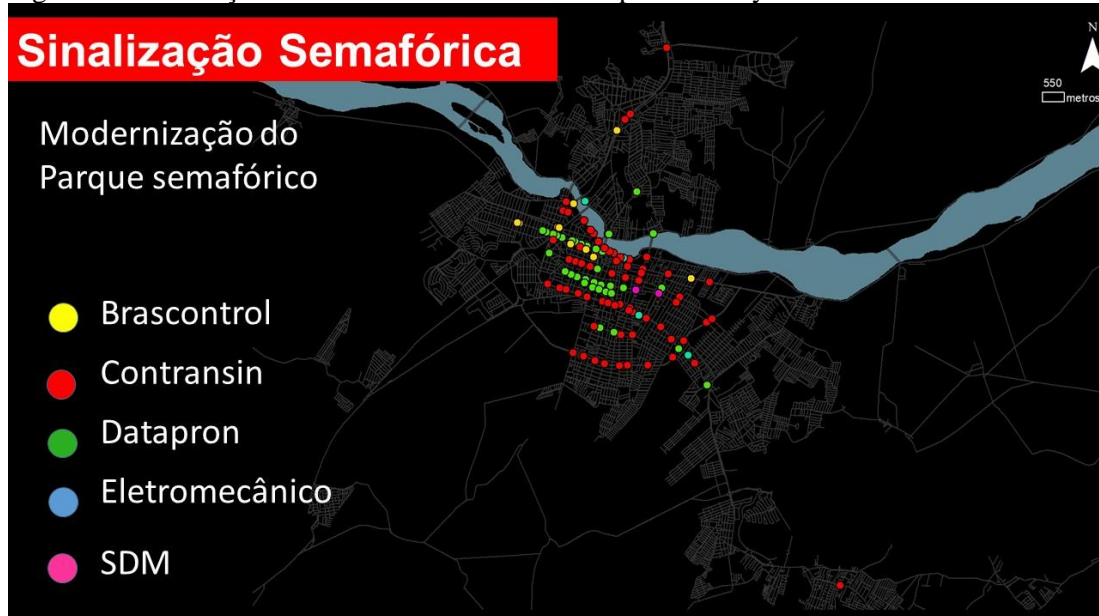 Sinalização Semafórica
N
550
metros
Modernização do
Parque semafórico
Brascontrol
Contransin
Datapron
Eletromecânico
SDM